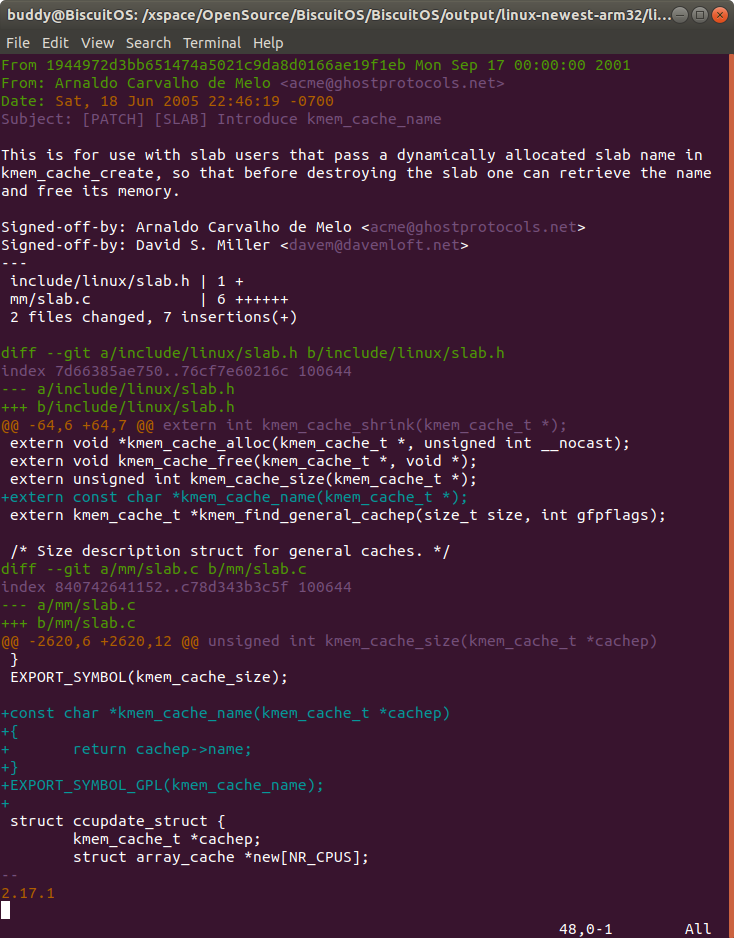 buddy@BiscuitOS: /xspace/OpenSource/BiscuitOS/BiscuitOS/output/linux-newest-arm32/li...
File Edit View Search Terminal Help
From 1944972d3bb651474a5021c9da8d0166ae19f1eb Mon Sep 17 00:00:00 2001
From: Arnaldo Carvalho de Melo <acme@ghostprotocols.net>
Date: Sat, 18 Jun 2005 22:46:19 -0700
Subject: [PATCH] [SLAB] Introduce kmem_cache_name

This is for use with slab users that pass a dynamically allocated slab name in
kmem_cache_create, so that before destroying the slab one can retrieve the name
and free its memory.

Signed-off-by: Arnaldo Carvalho de Melo <acme@ghostprotocols.net>
Signed-off-by: David S. Miller <davem@davemloft.net>
---
 include/linux/slab.h | 1 +
 mm/slab.c            | 6 ++++++
 2 files changed, 7 insertions(+)

diff --git a/include/linux/slab.h b/include/linux/slab.h
index 7d66385ae750..76cf7e60216c 100644
--- a/include/linux/slab.h
+++ b/include/linux/slab.h
@@ -64,6 +64,7 @@ extern int kmem_cache_shrink(kmem_cache_t *);
 extern void *kmem_cache_alloc(kmem_cache_t *, unsigned int __nocast);
 extern void kmem_cache_free(kmem_cache_t *, void *);
 extern unsigned int kmem_cache_size(kmem_cache_t *);
+extern const char *kmem_cache_name(kmem_cache_t *);
 extern kmem_cache_t *kmem_find_general_cachep(size_t size, int gfpflags);

 /* Size description struct for general caches. */
diff --git a/mm/slab.c b/mm/slab.c
index 840742641152..c78d343b3c5f 100644
--- a/mm/slab.c
+++ b/mm/slab.c
@@ -2620,6 +2620,12 @@ unsigned int kmem_cache_size(kmem_cache_t *cachep)
 }
 EXPORT_SYMBOL(kmem_cache_size);

+const char *kmem_cache_name(kmem_cache_t *cachep)
+{
+       return cachep->name;
+}
+EXPORT_SYMBOL_GPL(kmem_cache_name);
+
 struct ccupdate_struct {
        kmem_cache_t *cachep;
        struct array_cache *new[NR_CPUS];
--
2.17.1
48,0-1 All